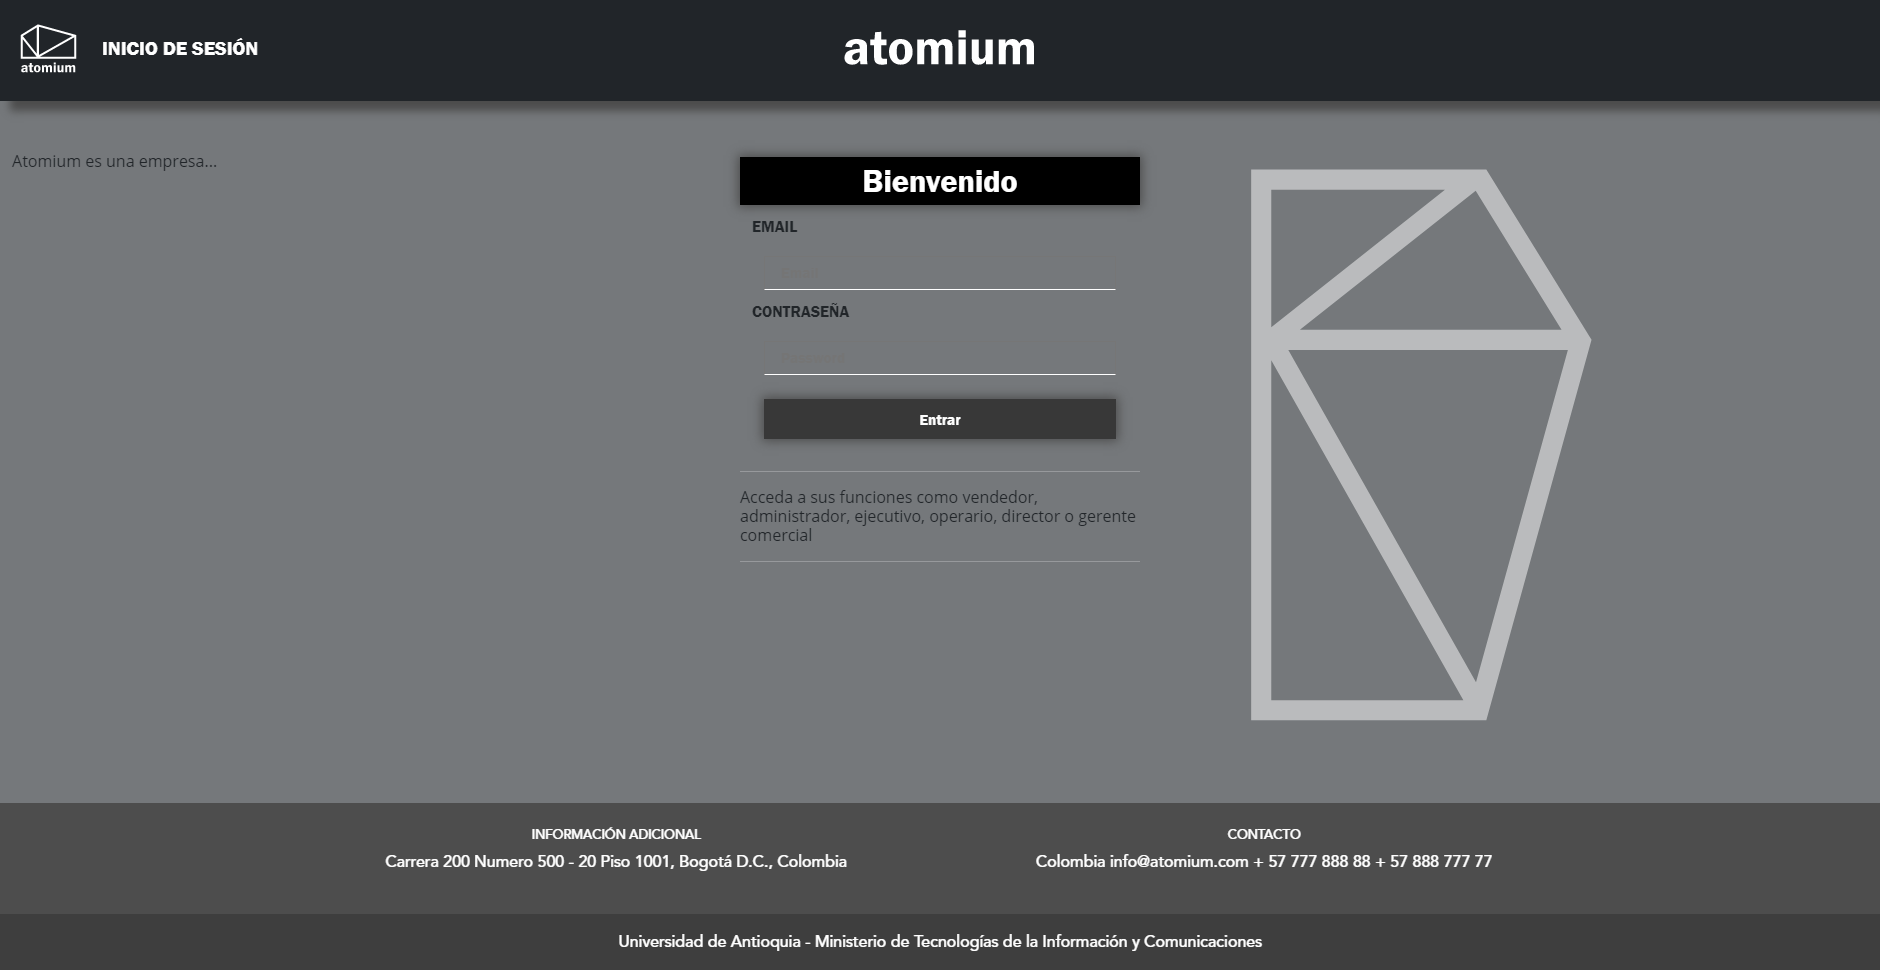 atomium
INICIO DE SESIÓN
atomium
Atomium es una empresa...
Bienvenido
EMAIL
CONTRASEÑA
Entrar
Acceda a sus funciones como vendedor,
administrador, ejecutivo, operario, director o gerente
comercial
INFORMACIÓN ADICIONAL
Carrera 200 Numero 500 - 20 Piso 1001, Bogotá D.C., Colombia
CONTACTO
Colombia info@atomium.com + 57 777 888 88 + 57 888 777 77
Universidad de Antioquia - Ministerio de Tecnologías de la Información y Comunicaciones